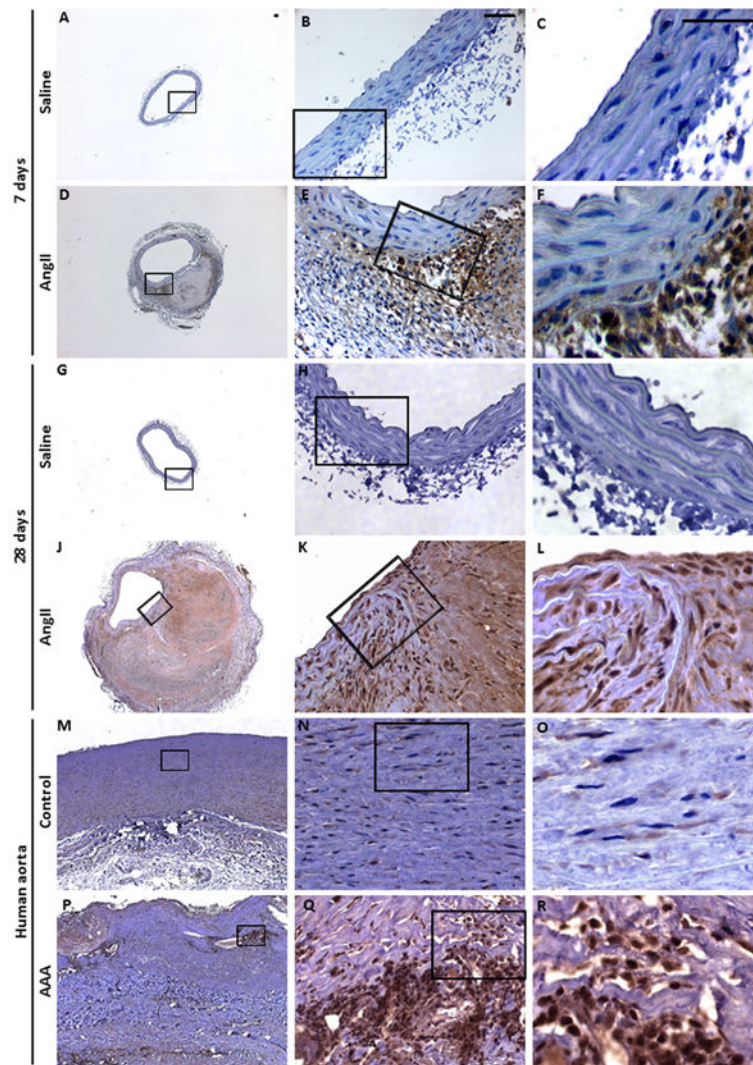 A B C
Saline
D E F
AngII
7 days
G H I
Saline
J K L
AngII
28 days
M N O
Control
P Q R
AAA
Human aorta